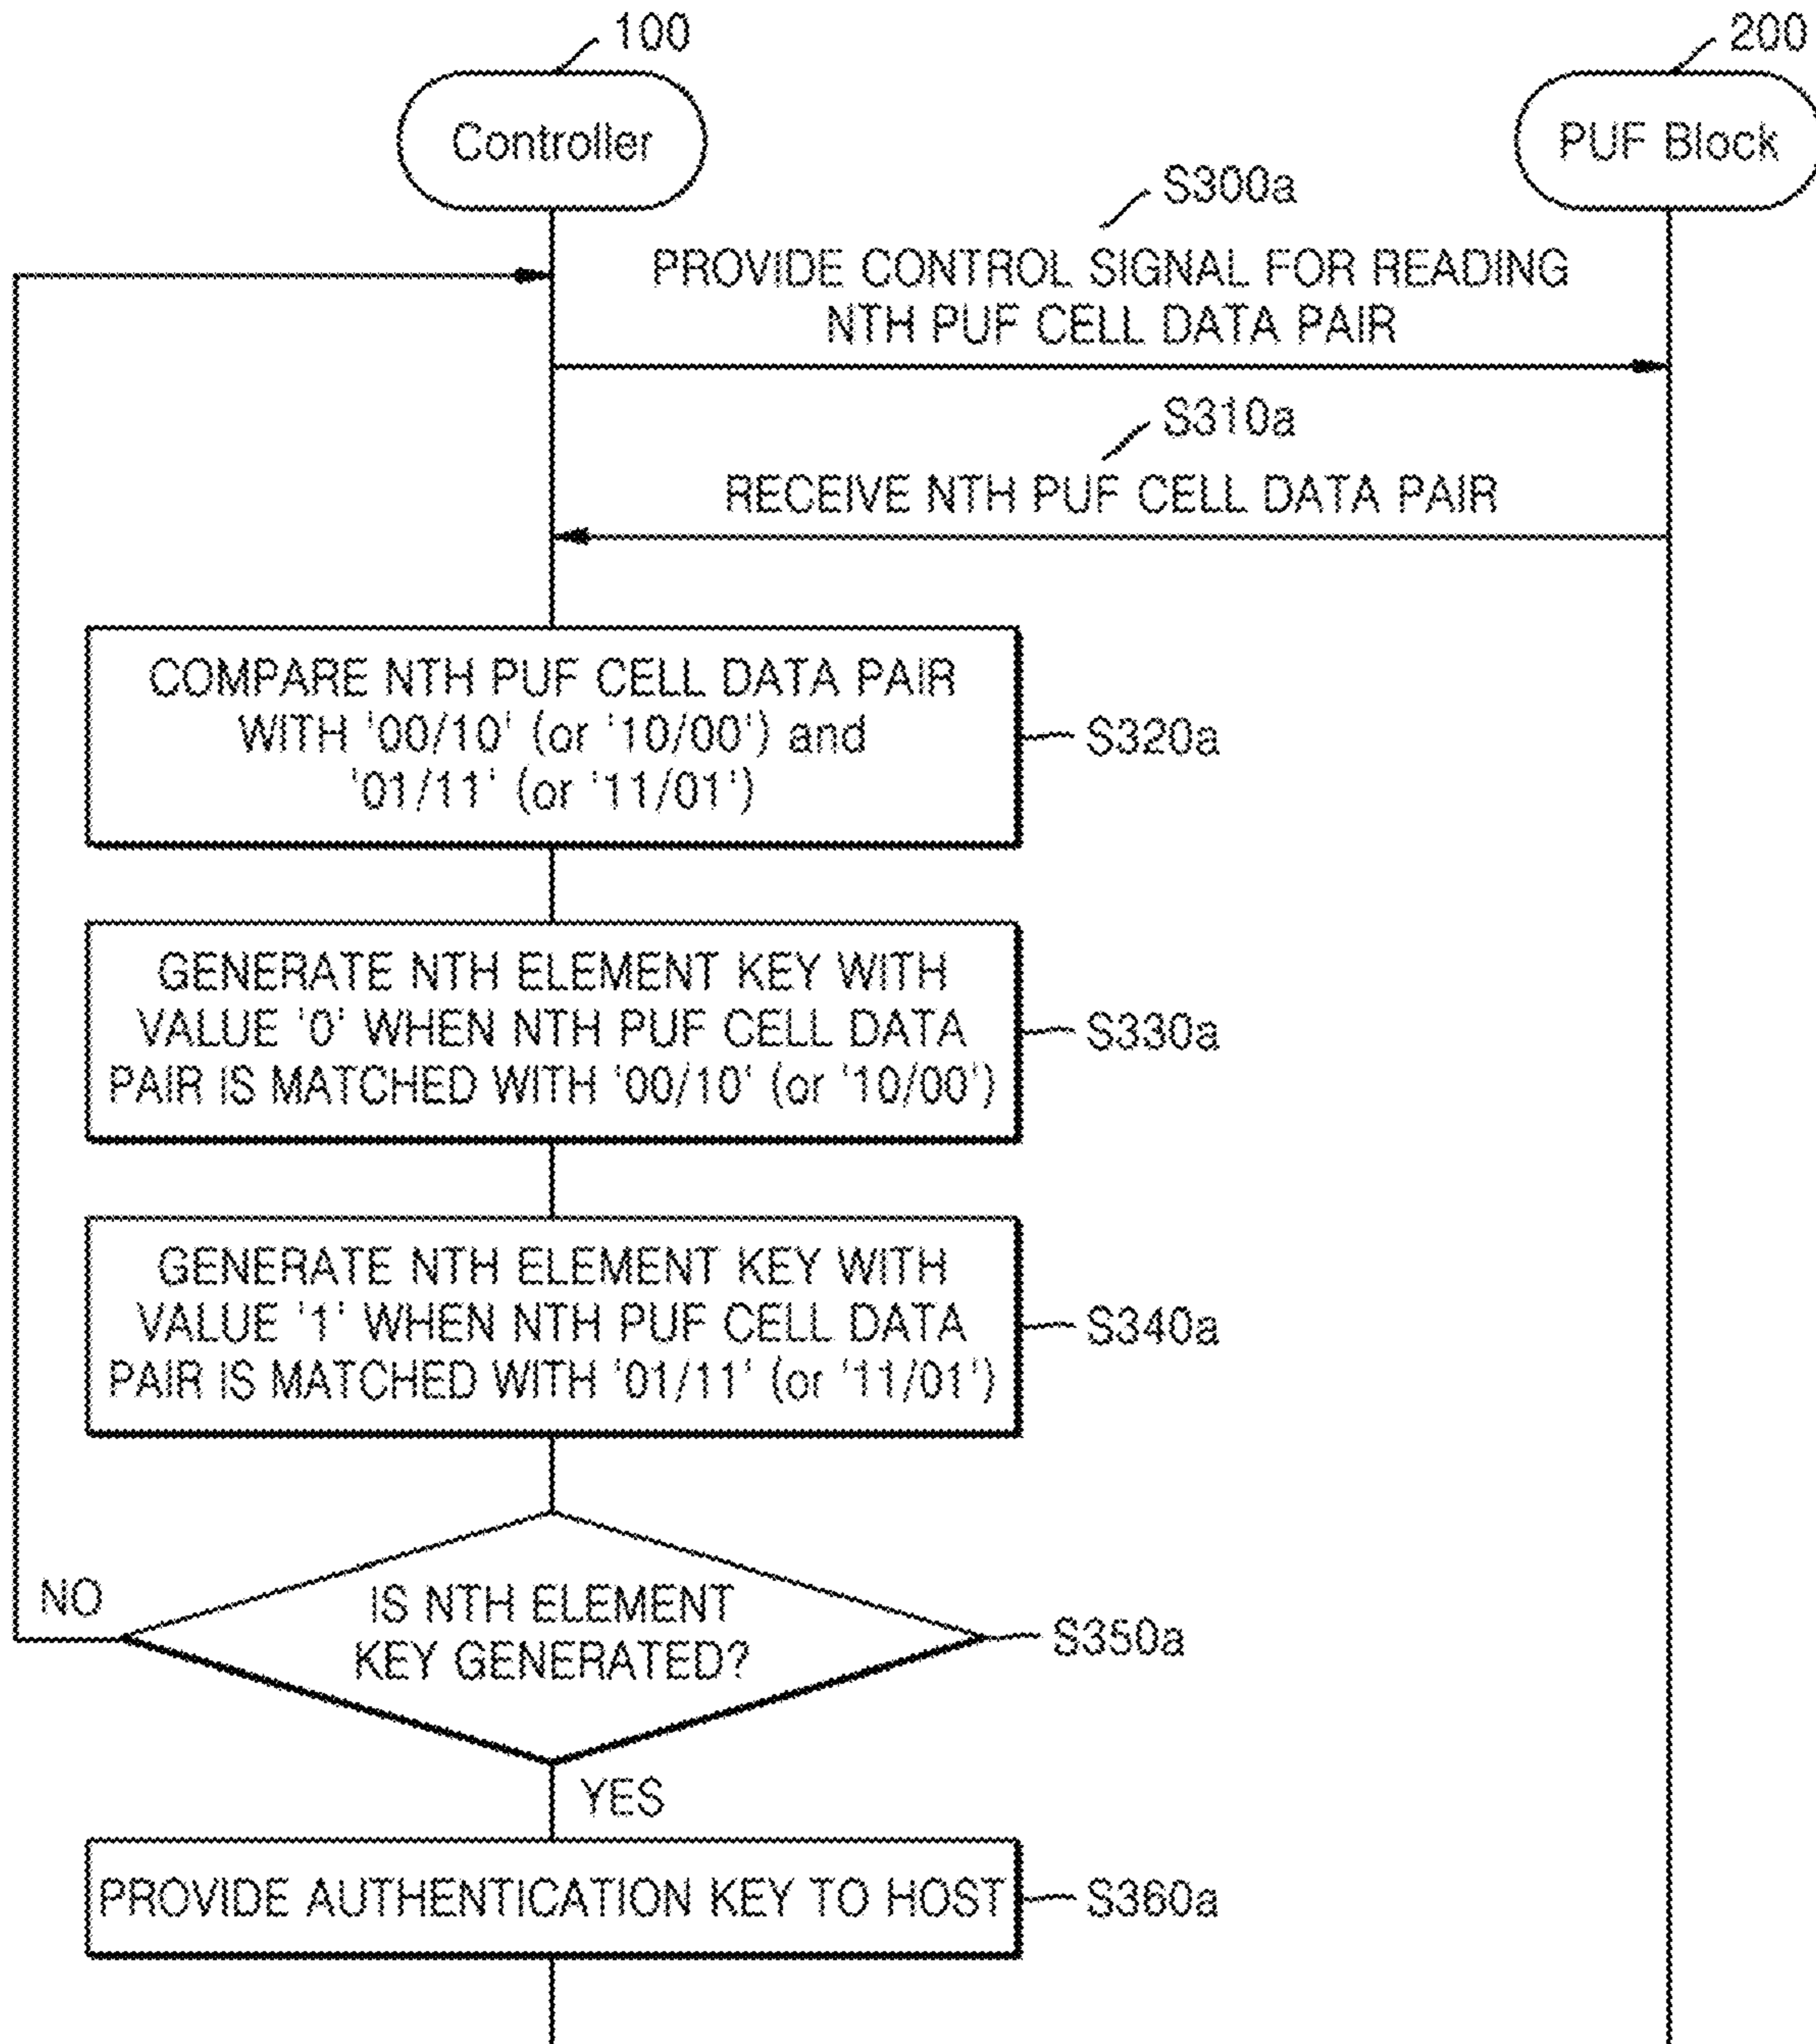 100
200
Controller
PUF Block
S300a
PROVIDE CONTROL SIGNAL FOR READING
NTH PUF CELL DATA PAIR
S310a
RECEIVE NTH PUF CELL DATA PAIR
COMPARE NTH PUF CELL DATA PAIR
WITH '00/10' (or '10/00') and
'01/11' (or '11/01')
S320a
GENERATE NTH ELEMENT KEY WITH
VALUE '0' WHEN NTH PUF CELL DATA
PAIR IS MATCHED WITH '00/10' (or '10/00')
S330a
GENERATE NTH ELEMENT KEY WITH
VALUE '1' WHEN NTH PUF CELL DATA
PAIR IS MATCHED WITH '01/11' (or '11/01')
S340a
NO
IS NTH ELEMENT
KEY GENERATED?
S350a
YES
PROVIDE AUTHENTICATION KEY TO HOST
S360a